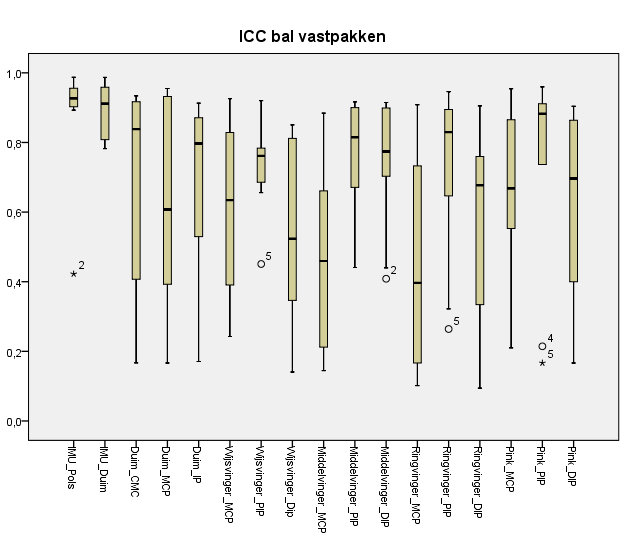 ICC bal vastpakken
1,0
0,8
0,6
0,4
0,2
0,0
2
5
2
5
4
5
IMU_Pols
IMU_Duim
Duim_CMC
Duim_MCP
Duim_IP
Wijsvinger_MCP
Wijsvinger_PIP
Wijsvinger_Dip
Middelvinger_MCP
Middelvinger_PIP
Middelvinger_DIP
Ringvinger_MCP
Ringvinger_PIP
Ringvinger_DIP
Pink_MCP
Pink_PIP
Pink_DIP